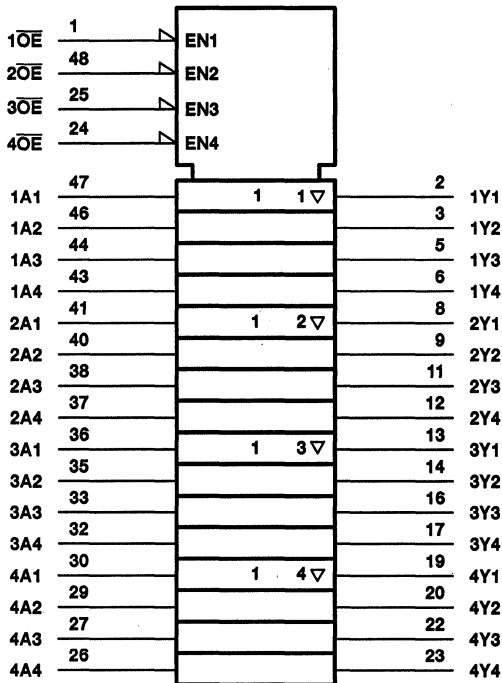 1O̅E̅ 1 EN1
2O̅E̅ 48 EN2
3O̅E̅ 25 EN3
4O̅E̅ 24 EN4
1A1 47 1 1 ▽ 2 1Y1
1A2 46 3 1Y2
1A3 44 5 1Y3
1A4 43 6 1Y4
2A1 41 1 2 ▽ 8 2Y1
2A2 40 9 2Y2
2A3 38 11 2Y3
2A4 37 12 2Y4
3A1 36 1 3 ▽ 13 3Y1
3A2 35 14 3Y2
3A3 33 16 3Y3
3A4 32 17 3Y4
4A1 30 1 4 ▽ 19 4Y1
4A2 29 20 4Y2
4A3 27 22 4Y3
4A4 26 23 4Y4